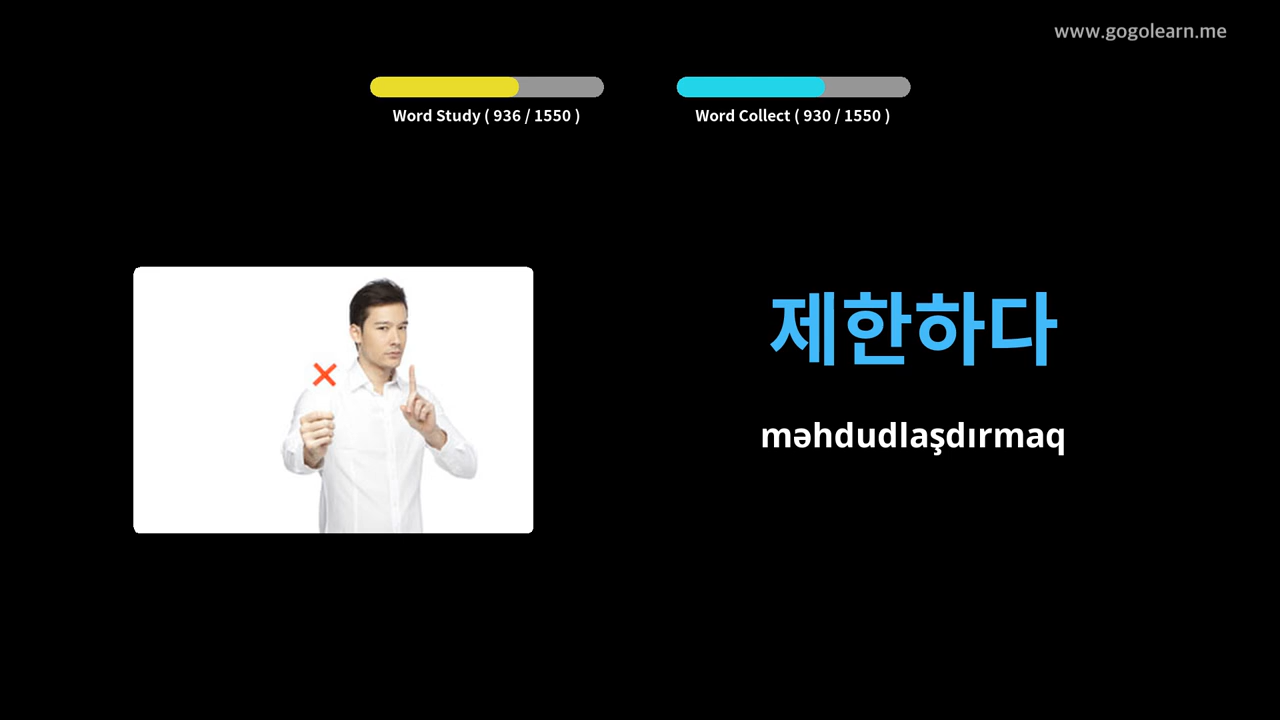 www.gogolearn.me
Word Study ( 936 / 1550 )
Word Collect ( 930 / 1550 )
제한하다
məhdudlaşdırmaq